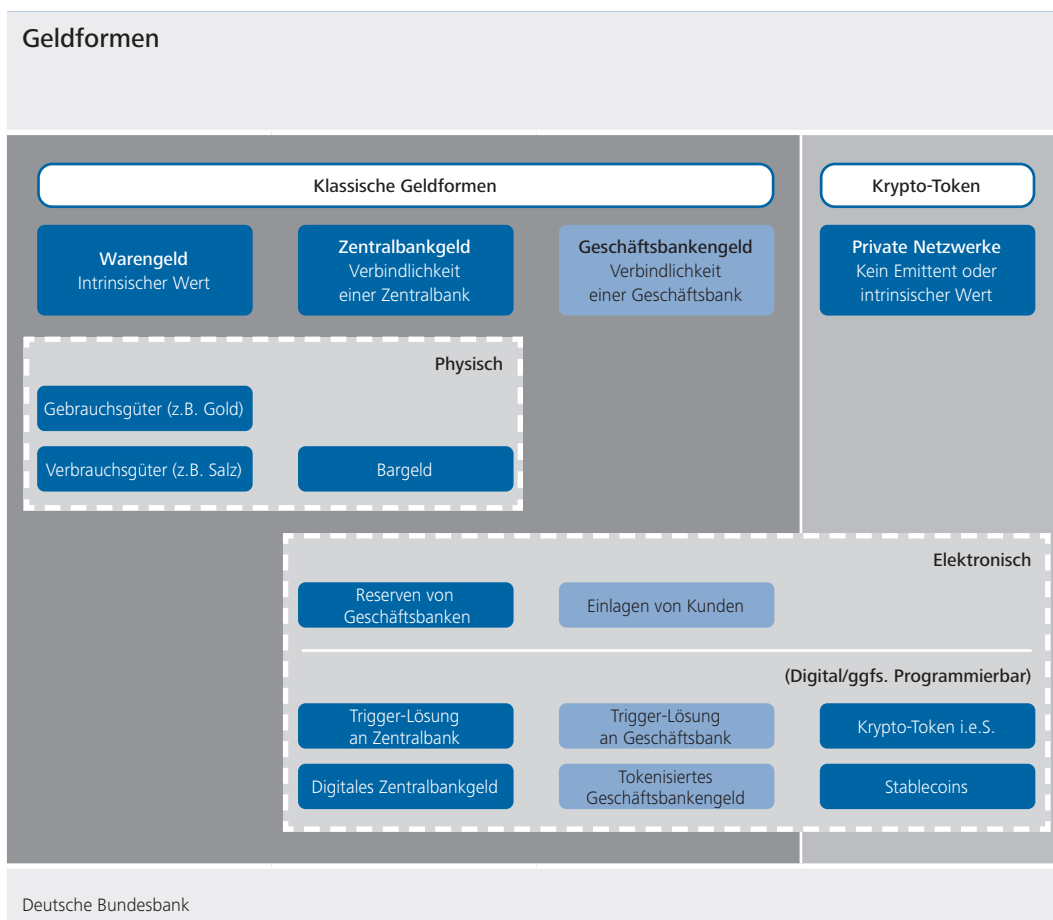 Geldformen
Klassische Geldformen
Krypto-Token
Warengeld
Intrinsischer Wert
Zentralbankgeld
Verbindlichkeit
einer Zentralbank
Geschäftsbankengeld
Verbindlichkeit
einer Geschäftsbank
Private Netzwerke
Kein Emittent oder
intrinsischer Wert
Physisch
Gebrauchsgüter (z.B. Gold)
Verbrauchsgüter (z.B. Salz)
Bargeld
Elektronisch
Reserven von
Geschäftsbanken
Einlagen von Kunden
(Digital/ggfs. Programmierbar)
Trigger-Lösung
an Zentralbank
Trigger-Lösung
an Geschäftsbank
Krypto-Token i.e.S.
Digitales Zentralbankgeld
Tokenisiertes
Geschäftsbankengeld
Stablecoins
Deutsche Bundesbank